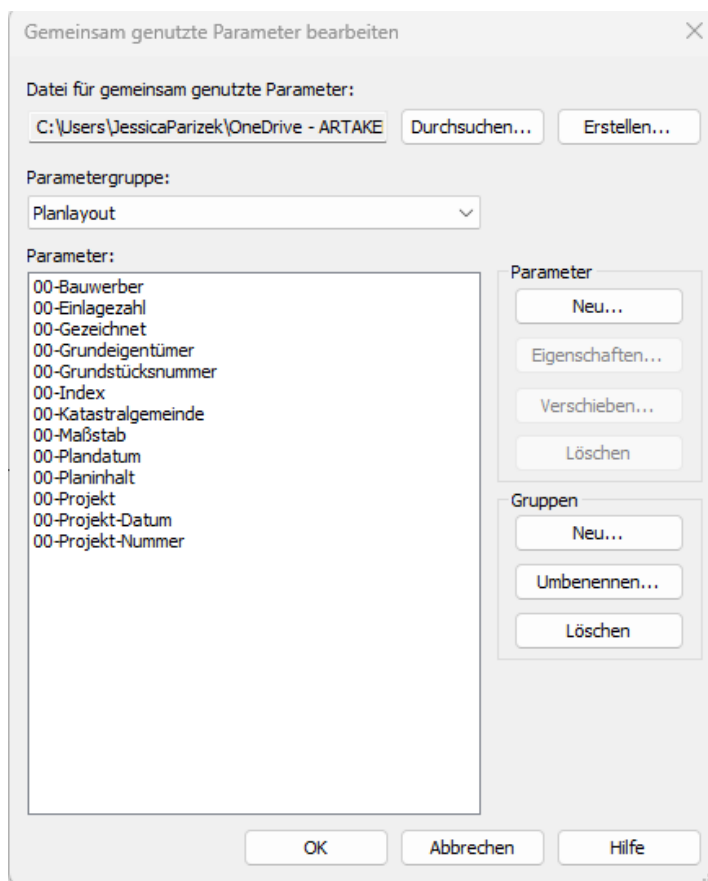 Gemeinsam genutzte Parameter bearbeiten
Datei für gemeinsam genutzte Parameter:
C:\Users\JessicaParizek\OneDrive - ARTAKE
Durchsuchen...
Erstellen...
Parametergruppe:
Planlayout
Parameter:
00-Bauwerber
00-Einlagezahl
00-Gezeichnet
00-Grundeigentümer
00-Grundstücksnummer
00-Index
00-Katastralgemeinde
00-Maßstab
00-Plandatum
00-Planinhalt
00-Projekt
00-Projekt-Datum
00-Projekt-Nummer
Parameter
Neu...
Eigenschaften...
Verschieben...
Löschen
Gruppen
Neu...
Umbenennen...
Löschen
OK
Abbrechen
Hilfe